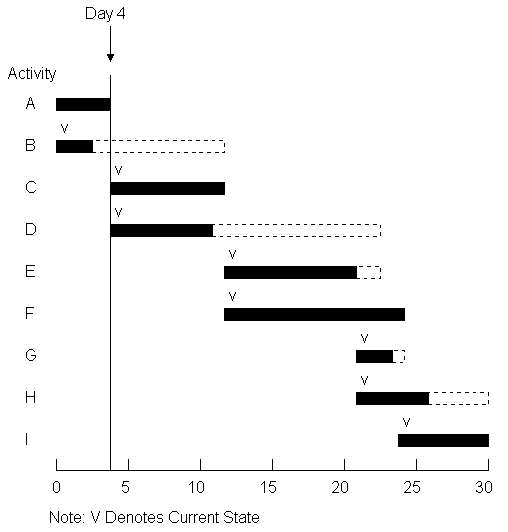 Day 4
Activity
A
V
B
V
C
V
D
V
E
V
F
V
G
V
H
V
I
0 5 10 15 20 25 30
Note: V Denotes Current State